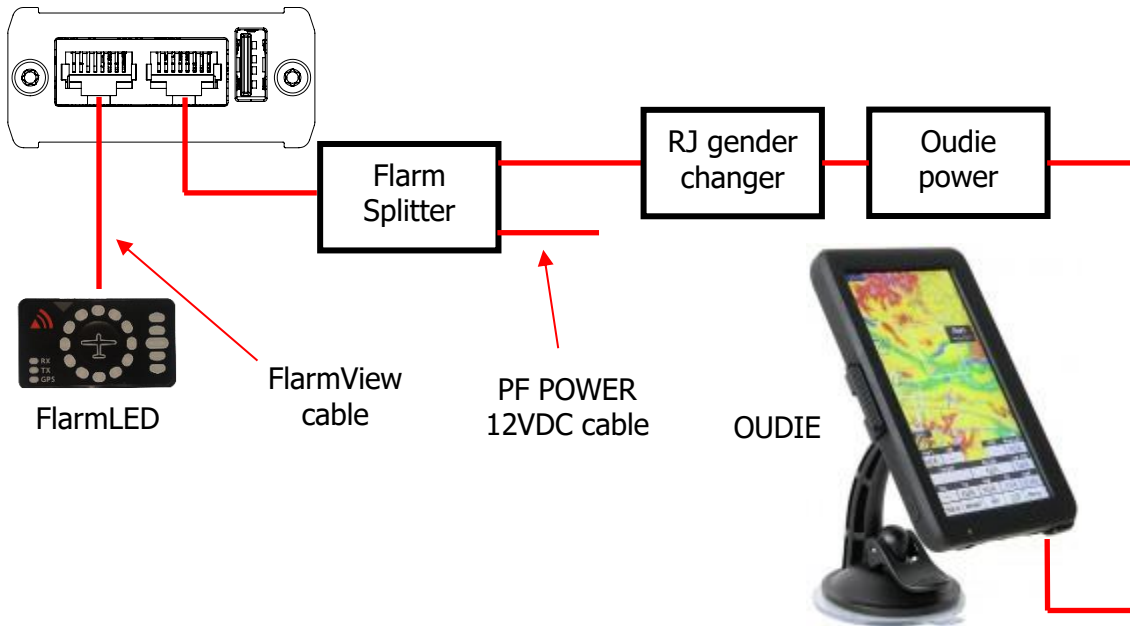 Flarm
Splitter
RJ gender
changer
Oudie
power
RX
TX
GPS
FlarmLED
FlarmView
cable
PF POWER
12VDC cable
OUDIE